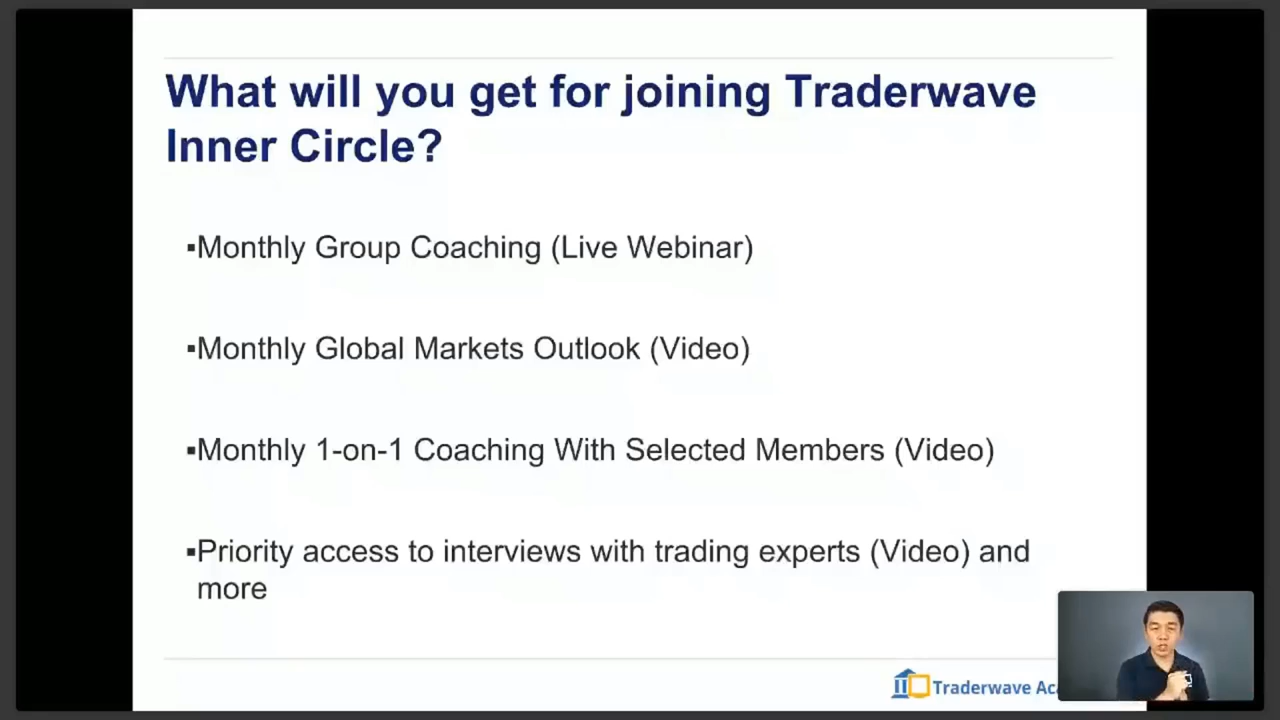 What will you get for joining Traderwave
Inner Circle?
▪Monthly Group Coaching (Live Webinar)
▪Monthly Global Markets Outlook (Video)
▪Monthly 1-on-1 Coaching With Selected Members (Video)
▪Priority access to interviews with trading experts (Video) and
more
Traderwave